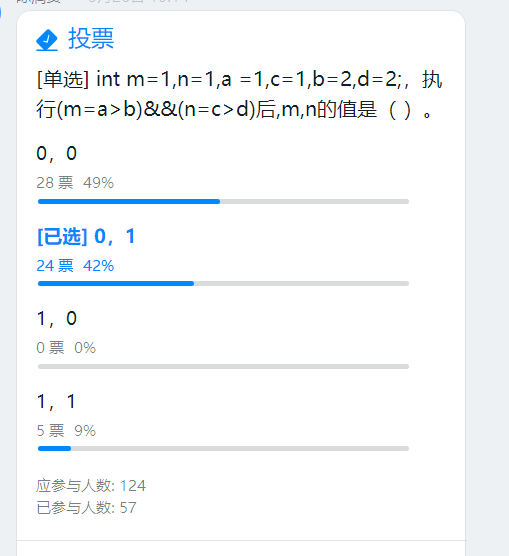 投票
[单选] int m=1,n=1,a =1,c=1,b=2,d=2;，执
行(m=a>b)&&(n=c>d)后,m,n的值是（ ）。
0，0
28 票 49%
[已选] 0，1
24 票 42%
1，0
0 票 0%
1，1
5 票 9%
应参与人数: 124
已参与人数: 57